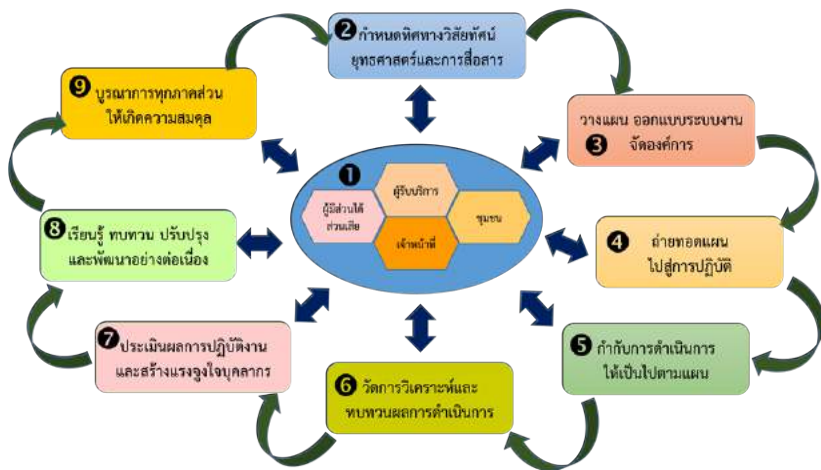 ❶
ผู้รับบริการ
ผู้มีส่วนได้
ส่วนเสีย
ชุมชน
เจ้าหน้าที่
❷ กำหนดทิศทางวิสัยทัศน์
ยุทธศาสตร์และการสื่อสาร
วางแผน ออกแบบระบบงาน
❸ จัดองค์การ
❹ ถ่ายทอดแผน
ไปสู่การปฏิบัติ
❺ กำกับการดำเนินการ
ให้เป็นไปตามแผน
❻ วัดการวิเคราะห์และ
ทบทวนผลการดำเนินการ
❼ ประเมินผลการปฏิบัติงาน
และสร้างแรงจูงใจบุคลากร
❽ เรียนรู้ ทบทวน ปรับปรุง
และพัฒนาอย่างต่อเนื่อง
❾ บูรณาการทุกภาคส่วน
ให้เกิดความสมดุล